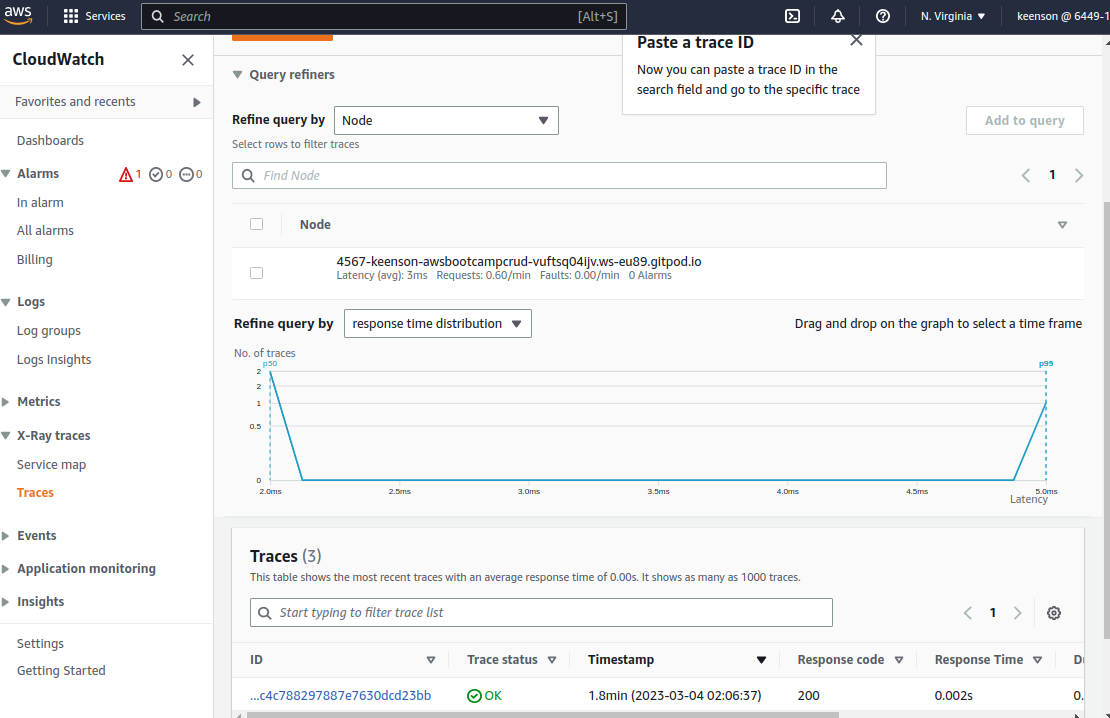 aws
Services
Search
[Alt+S]
N. Virginia
keenson @ 6449-1
CloudWatch
Favorites and recents
Dashboards
Alarms
1
0
0
In alarm
All alarms
Billing
Logs
Log groups
Logs Insights
Metrics
X-Ray traces
Service map
Traces
Events
Application monitoring
Insights
Settings
Getting Started
Paste a trace ID
Now you can paste a trace ID in the
search field and go to the specific trace
Query refiners
Refine query by
Node
Add to query
Select rows to filter traces
Find Node
1
Node
4567-keenson-awsbootcampcrud-vuftsq04ijv.ws-eu89.gitpod.io
Latency (avg): 3ms Requests: 0.60/min Faults: 0.00/min 0 Alarms
Refine query by
response time distribution
Drag and drop on the graph to select a time frame
No. of traces
p50
p99
2
2
1
0.5
0
2.0ms
2.5ms
3.0ms
3.5ms
4.0ms
4.5ms
5.0ms
Latency
Traces (3)
This table shows the most recent traces with an average response time of 0.00s. It shows as many as 1000 traces.
Start typing to filter trace list
1
ID
Trace status
Timestamp
Response code
Response Time
...c4c788297887e7630dcd23bb
OK
1.8min (2023-03-04 02:06:37)
200
0.002s
0.